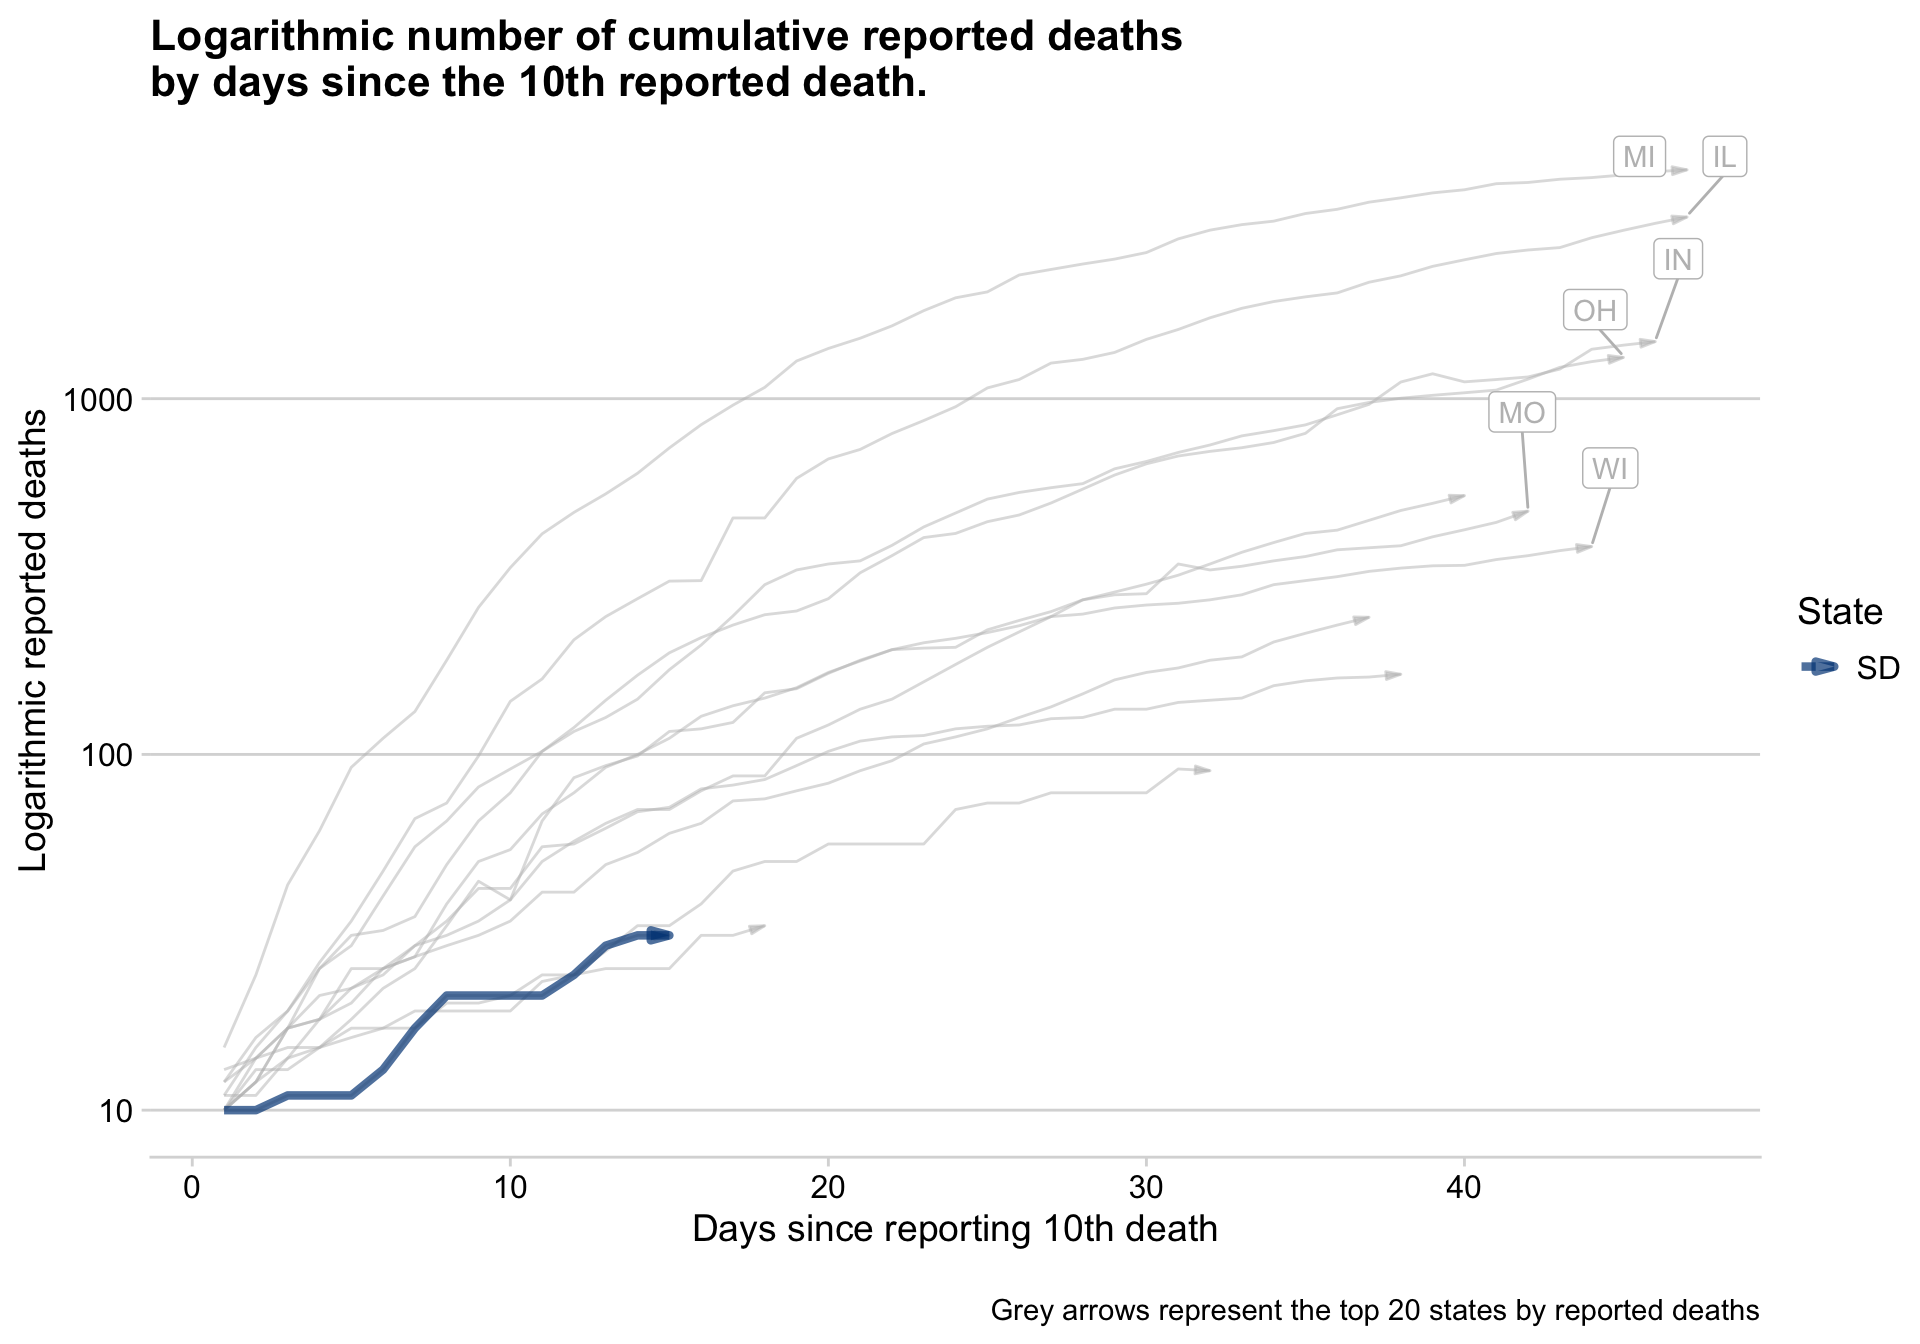 Logarithmic number of cumulative reported deaths
by days since the 10th reported death.
MI
IL
IN
OH
MO
WI
1000
100
10
Logarithmic reported deaths
0 10 20 30 40
Days since reporting 10th death
State
SD
Grey arrows represent the top 20 states by reported deaths